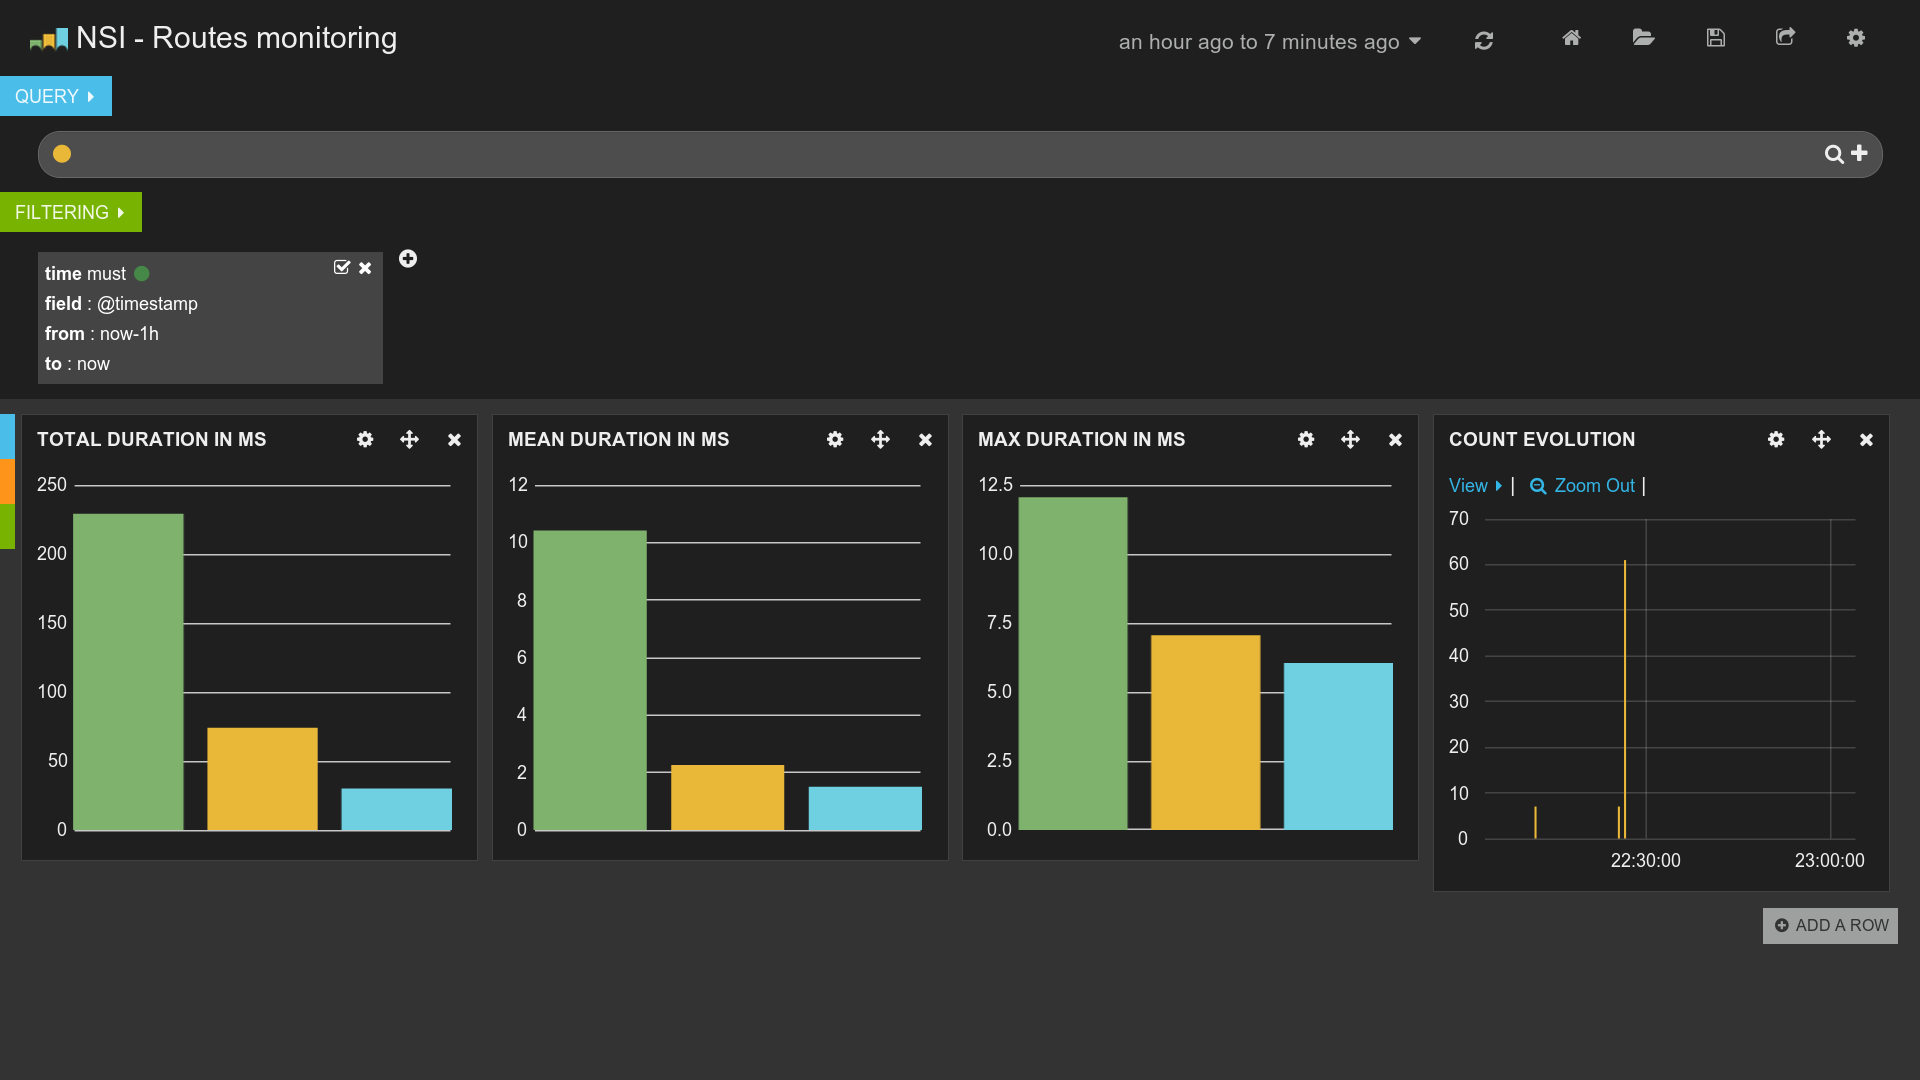 NSI - Routes monitoring
an hour ago to 7 minutes ago
QUERY
FILTERING
time must
field : @timestamp
from : now-1h
to : now
TOTAL DURATION IN MS
250
200
150
100
50
0
MEAN DURATION IN MS
12
10
8
6
4
2
0
MAX DURATION IN MS
12.5
10.0
7.5
5.0
2.5
0.0
COUNT EVOLUTION
View | Zoom Out |
70
60
50
40
30
20
10
0
22:30:00 23:00:00
ADD A ROW